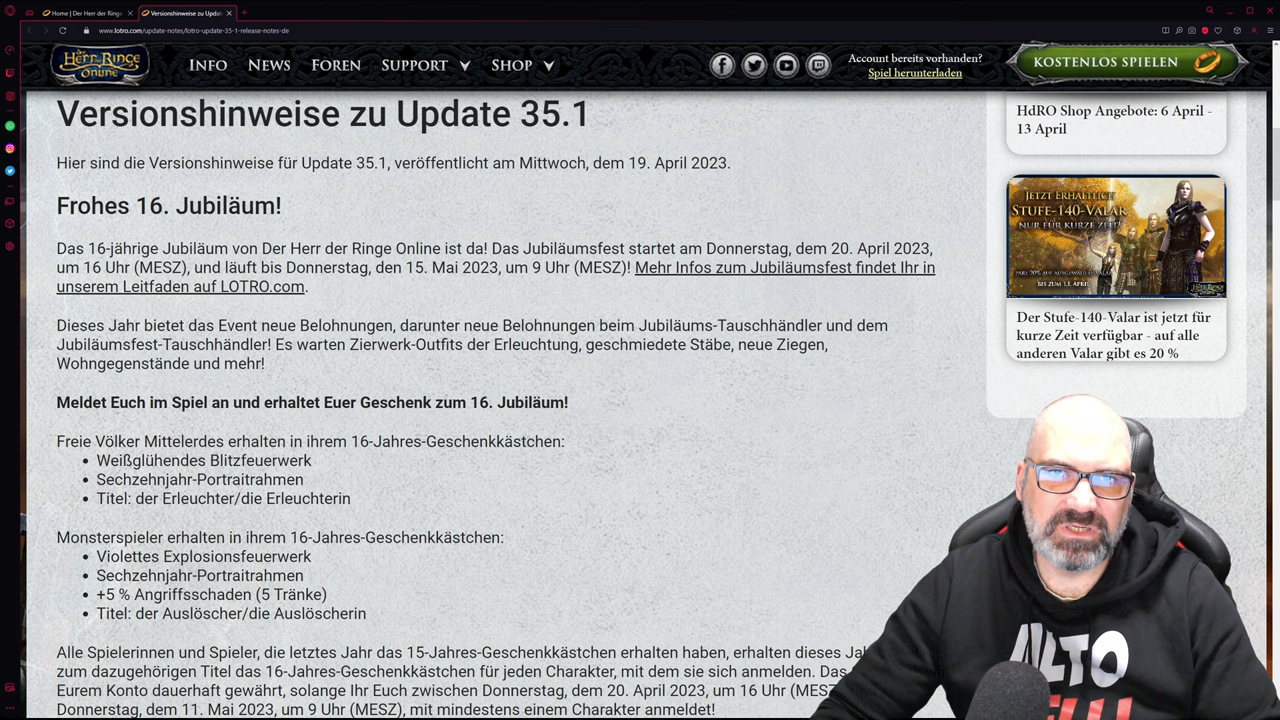 Home | Der Herr der Ringe
Versionshinweise zu Updat
www.lotro.com/update-notes/lotro-update-35-1-release-notes-de
der
Herr der Ringe
Online
INFO
NEWS
FOREN
SUPPORT
SHOP
Account bereits vorhanden?
Spiel herunterladen
KOSTENLOS SPIELEN
Versionshinweise zu Update 35.1
Hier sind die Versionshinweise für Update 35.1, veröffentlicht am Mittwoch, dem 19. April 2023.
Frohes 16. Jubiläum!
Das 16-jährige Jubiläum von Der Herr der Ringe Online ist da! Das Jubiläumsfest startet am Donnerstag, dem 20. April 2023,
um 16 Uhr (MESZ), und läuft bis Donnerstag, den 15. Mai 2023, um 9 Uhr (MESZ)! Mehr Infos zum Jubiläumsfest findet Ihr in
unserem Leitfaden auf LOTRO.com.
Dieses Jahr bietet das Event neue Belohnungen, darunter neue Belohnungen beim Jubiläums-Tauschhändler und dem
Jubiläumsfest-Tauschhändler! Es warten Zierwerk-Outfits der Erleuchtung, geschmiedete Stäbe, neue Ziegen,
Wohngegenstände und mehr!
Meldet Euch im Spiel an und erhaltet Euer Geschenk zum 16. Jubiläum!
Freie Völker Mittelerdes erhalten in ihrem 16-Jahres-Geschenkkästchen:
• Weißglühendes Blitzfeuerwerk
• Sechzehnjahr-Portraitrahmen
• Titel: der Erleuchter/die Erleuchterin
Monsterspieler erhalten in ihrem 16-Jahres-Geschenkkästchen:
• Violettes Explosionsfeuerwerk
• Sechzehnjahr-Portraitrahmen
• +5 % Angriffsschaden (5 Tränke)
• Titel: der Auslöscher/die Auslöscherin
Alle Spielerinnen und Spieler, die letztes Jahr das 15-Jahres-Geschenkkästchen erhalten haben, erhalten dieses
zum dazugehörigen Titel das 16-Jahres-Geschenkkästchen für jeden Charakter, mit dem sie sich anmelden. Das
Eurem Konto dauerhaft gewährt, solange Ihr Euch zwischen Donnerstag, dem 20. April 2023, um 16 Uhr (MESZ
Donnerstag, dem 11. Mai 2023, um 9 Uhr (MESZ), mit mindestens einem Charakter anmeldet!
HdRO Shop Angebote: 6 April -
13 April
JETZT ERHÄLTLICH
STUFE-140-VALAR
NUR FÜR KURZE ZEIT!
BIS ZUM 13. APRIL
Der Stufe-140-Valar ist jetzt für
kurze Zeit verfügbar - auf alle
anderen Valar gibt es 20 %
ALTO